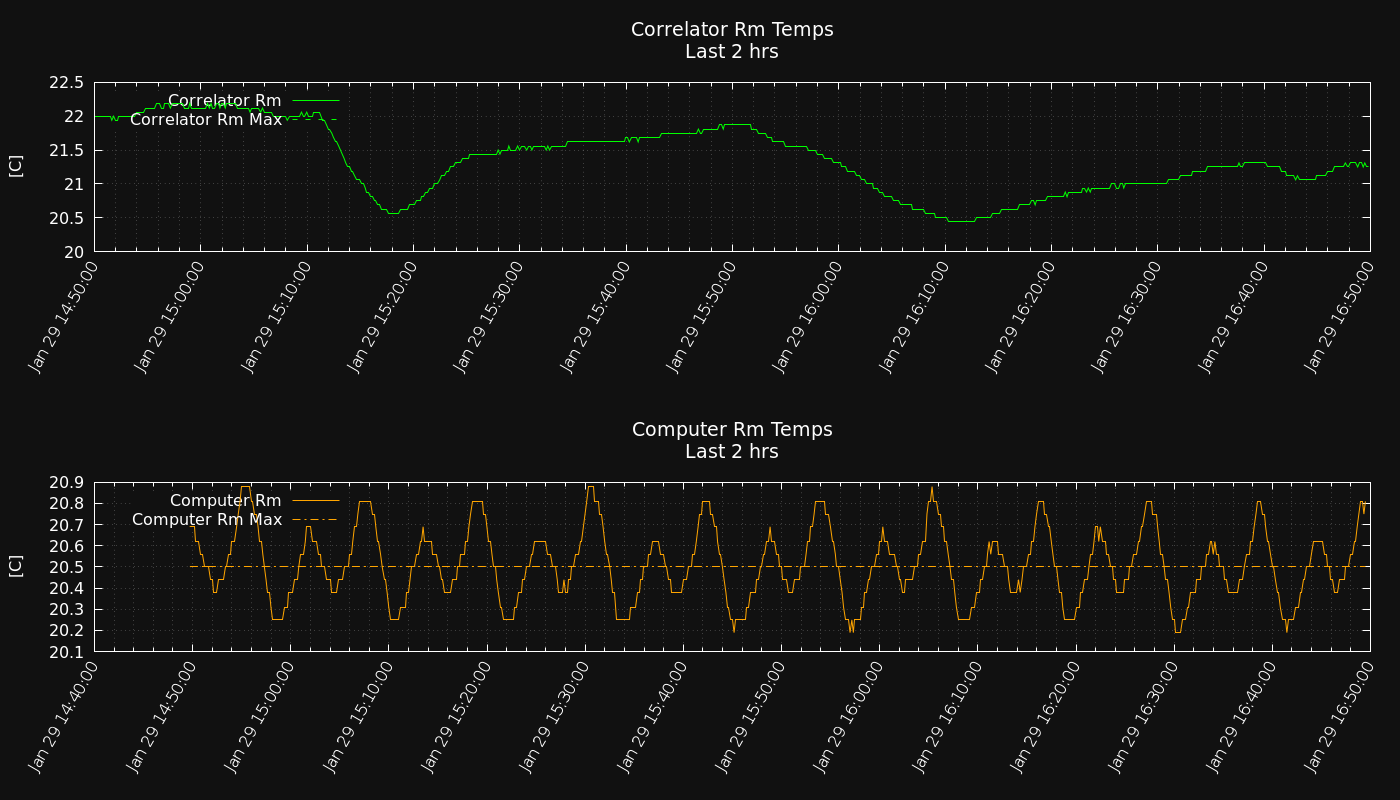 Correlator Rm Temps
Last 2 hrs
22.5
22
21.5
21
20.5
20
[C]
Correlator Rm
Correlator Rm Max
Jan 29 14:50:00
Jan 29 15:00:00
Jan 29 15:10:00
Jan 29 15:20:00
Jan 29 15:30:00
Jan 29 15:40:00
Jan 29 15:50:00
Jan 29 16:00:00
Jan 29 16:10:00
Jan 29 16:20:00
Jan 29 16:30:00
Jan 29 16:40:00
Jan 29 16:50:00
Computer Rm Temps
Last 2 hrs
20.9
20.8
20.7
20.6
20.5
20.4
20.3
20.2
20.1
[C]
Computer Rm
Computer Rm Max
Jan 29 14:40:00
Jan 29 14:50:00
Jan 29 15:00:00
Jan 29 15:10:00
Jan 29 15:20:00
Jan 29 15:30:00
Jan 29 15:40:00
Jan 29 15:50:00
Jan 29 16:00:00
Jan 29 16:10:00
Jan 29 16:20:00
Jan 29 16:30:00
Jan 29 16:40:00
Jan 29 16:50:00